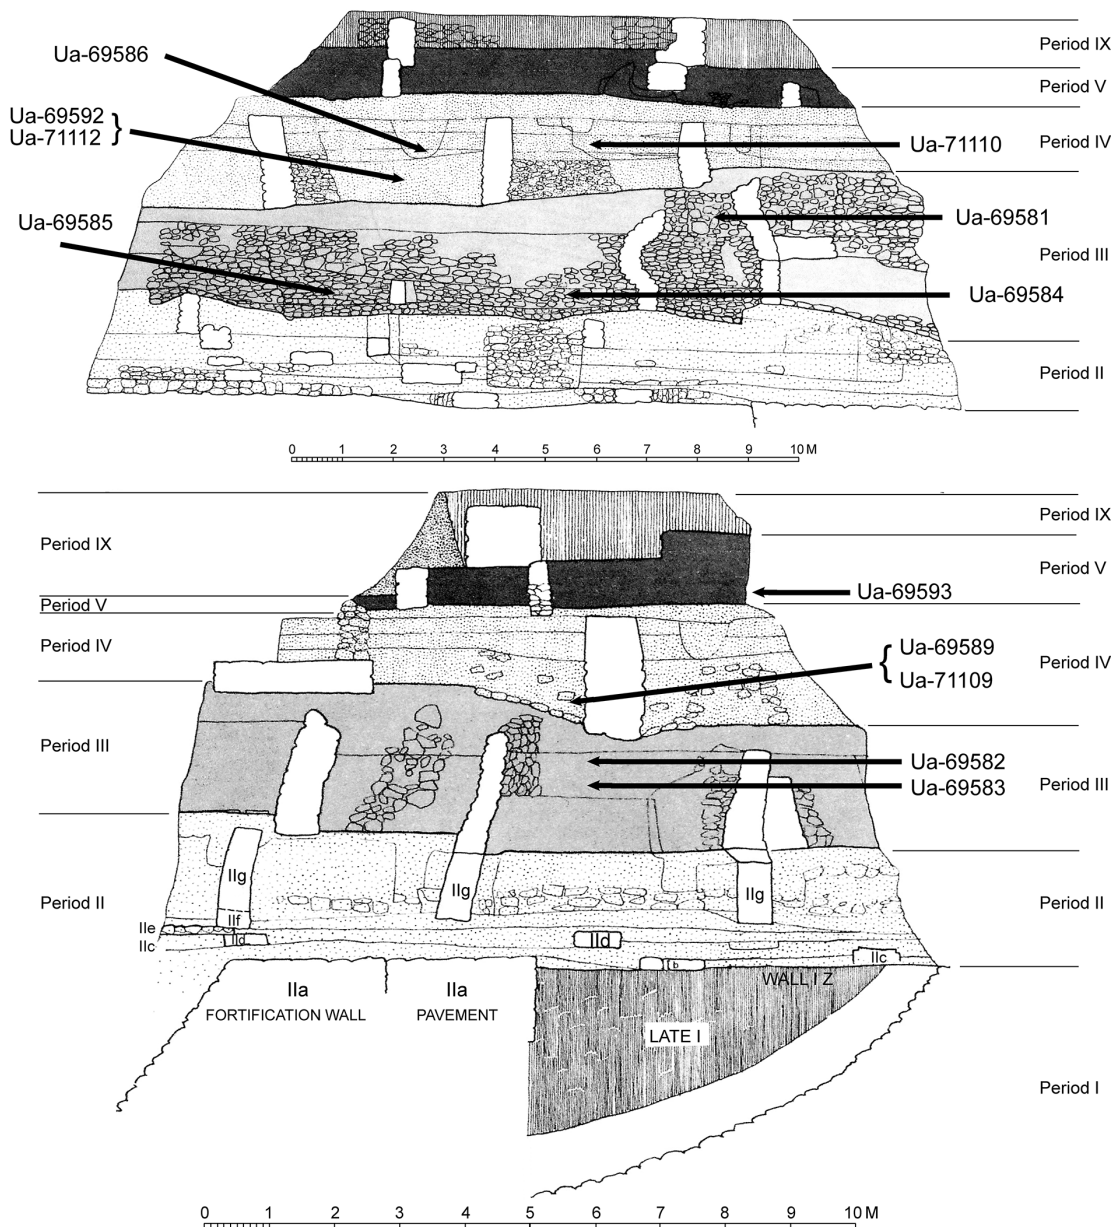 Period IX
Ua-69586
Period V
Ua-69592
Ua-71112
}
Ua-71110
Period IV
Ua-69585
Ua-69581
Period III
Ua-69584
Period II
0 1 2 3 4 5 6 7 8 9 10 M
Period IX
Period IX
Period V
Ua-69593
Period V
Period IV
Ua-69589
{
Ua-71109
Period IV
Period III
Ua-69582
Ua-69583
Period III
IIg
IIg
IIg
Period II
Period II
IIf
IIe
IId
IId
IIc
IIc
b
WALL I Z
IIa
IIa
FORTIFICATION WALL
PAVEMENT
LATE I
Period I
0 1 2 3 4 5 6 7 8 9 10 M